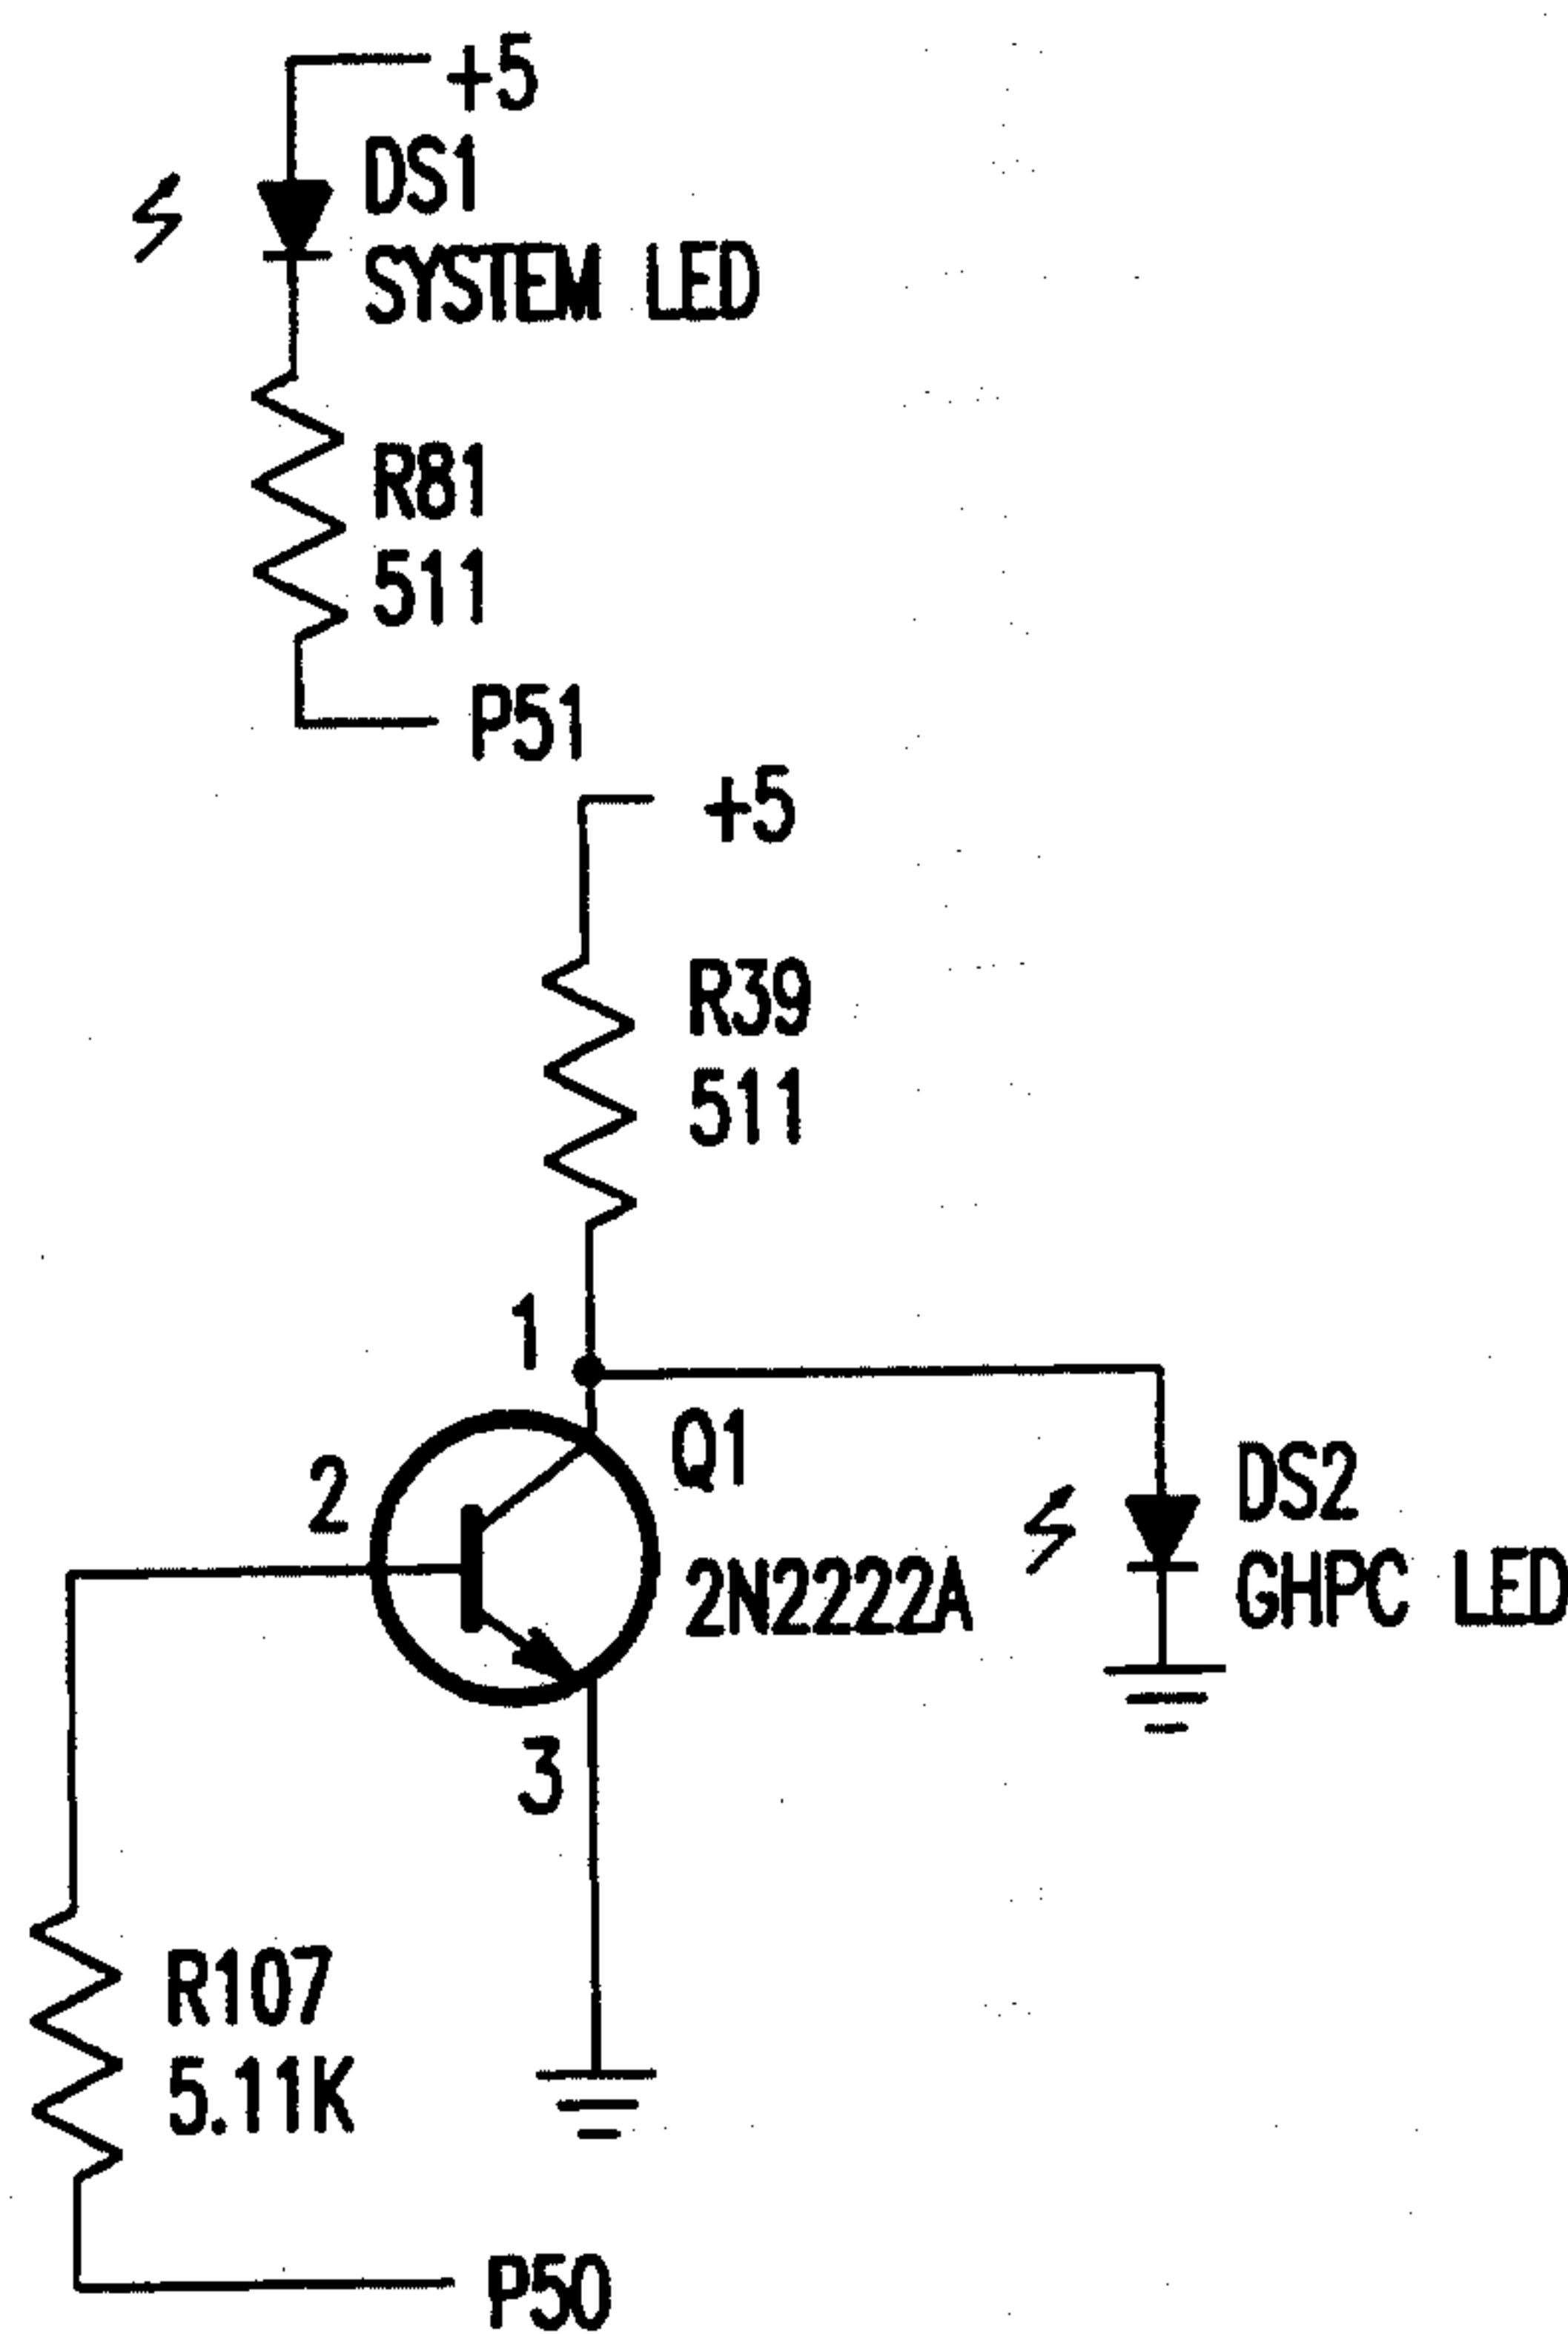 +5
DS1
SYSTEM LED
R81
511
P51
+5
R39
511
1
Q1
2
2N2222A
DS2
GHPC LED
3
R107
5.11K
P50